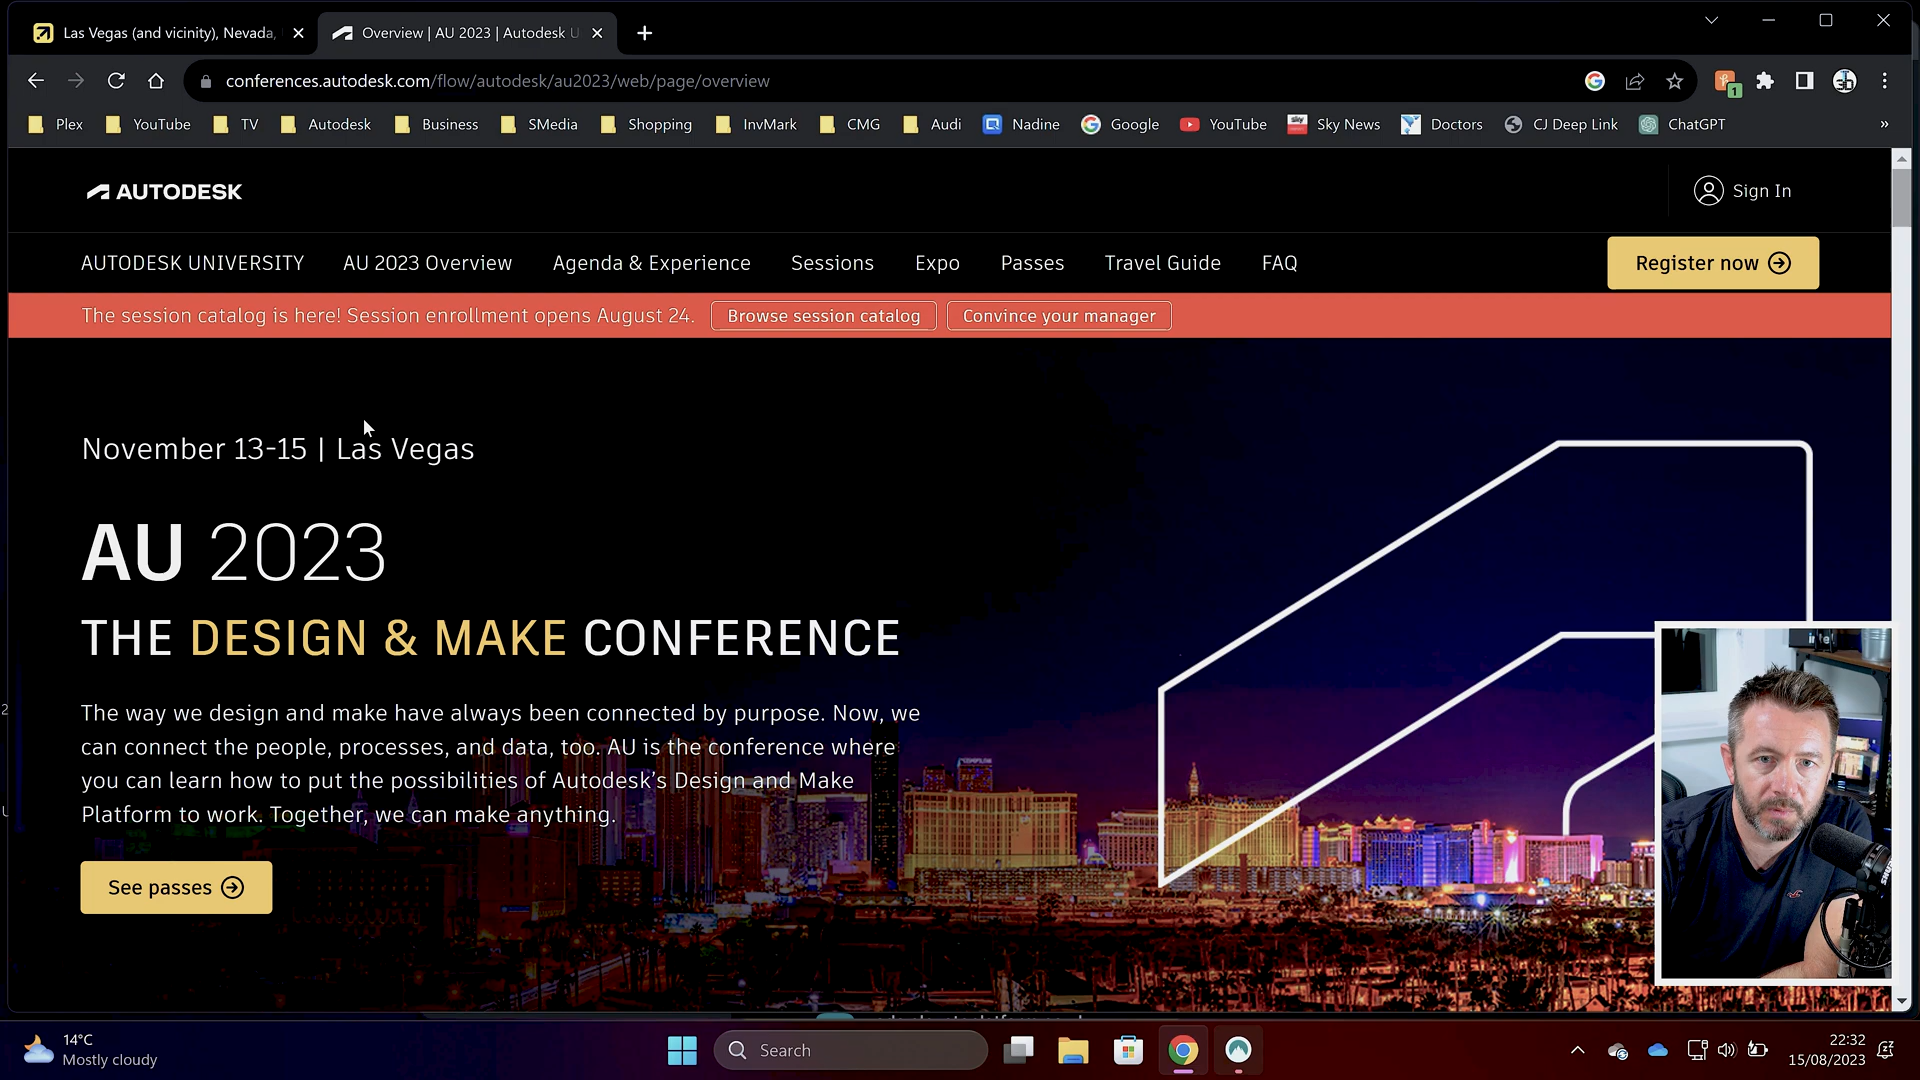 Las Vegas (and vicinity), Nevada,
Overview | AU 2023 | Autodesk U
conferences.autodesk.com/flow/autodesk/au2023/web/page/overview
1
Plex YouTube TV Autodesk Business SMedia Shopping InvMark CMG Audi Nadine Google YouTube Sky News Doctors CJ Deep Link ChatGPT »
AUTODESK
Sign In
AUTODESK UNIVERSITY AU 2023 Overview Agenda & Experience Sessions Expo Passes Travel Guide FAQ Register now
The session catalog is here! Session enrollment opens August 24. Browse session catalog Convince your manager
November 13-15 | Las Vegas
AU 2023
THE DESIGN & MAKE CONFERENCE
The way we design and make have always been connected by purpose. Now, we
can connect the people, processes, and data, too. AU is the conference where
you can learn how to put the possibilities of Autodesk’s Design and Make
Platform to work. Together, we can make anything.
See passes
14°C
Mostly cloudy
Search
22:32
15/08/2023